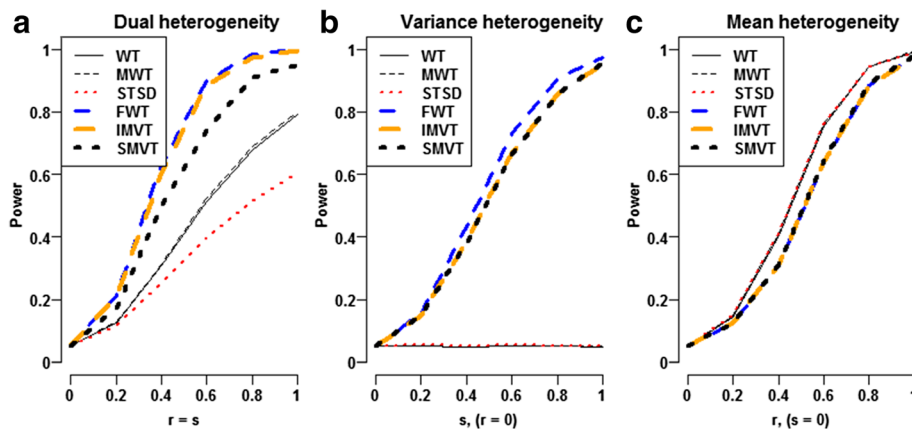 a
Dual heterogeneity
WT
MWT
STSD
FWT
IMVT
SMVT
Power
1
0.8
0.6
0.4
0.2
0
0 0.2 0.4 0.6 0.8 1
r = s
b
Variance heterogeneity
WT
MWT
STSD
FWT
IMVT
SMVT
Power
1
0.8
0.6
0.4
0.2
0
0 0.2 0.4 0.6 0.8 1
s, (r = 0)
c
Mean heterogeneity
WT
MWT
STSD
FWT
IMVT
SMVT
Power
1
0.8
0.6
0.4
0.2
0
0 0.2 0.4 0.6 0.8 1
r, (s = 0)